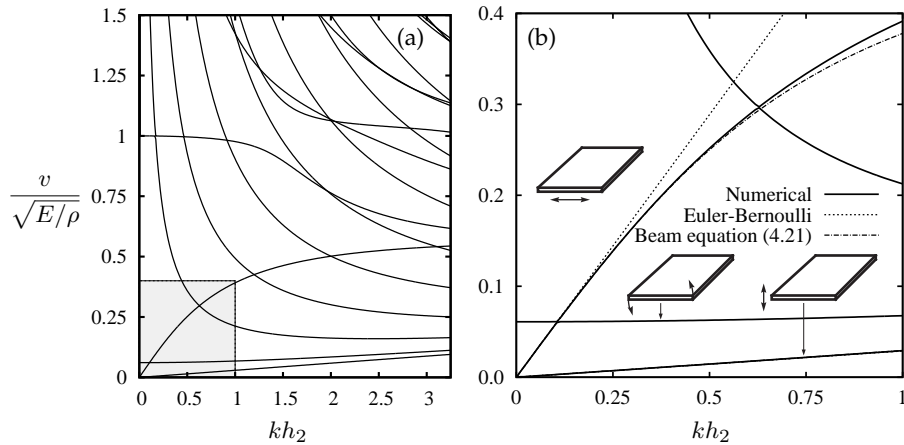 1.5
1.25
1
0.75
0.5
0.25
0
0 0.5 1 1.5 2 2.5 3
(a)
v
√E/ρ
kh₂
0.4
0.3
0.2
0.1
0.0
0 0.25 0.5 0.75 1
(b)
Numerical
Euler-Bernoulli
Beam equation (4.21)
kh₂